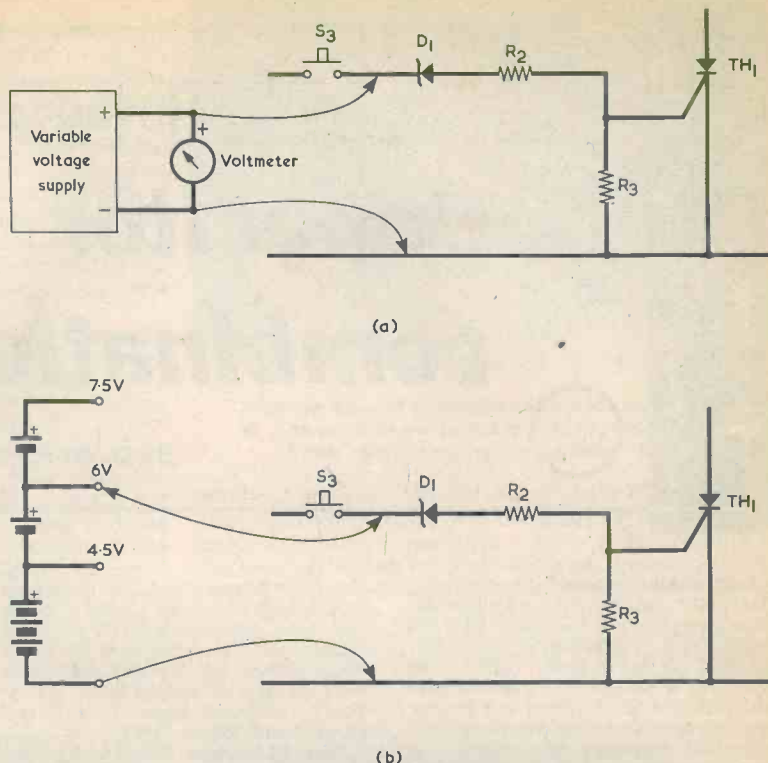 S3
D1
R2
TH1
Variable
voltage
supply
+
−
+
Voltmeter
R3
(a)
7·5V
+
6V
S3
D1
R2
TH1
+
4·5V
+
R3
(b)